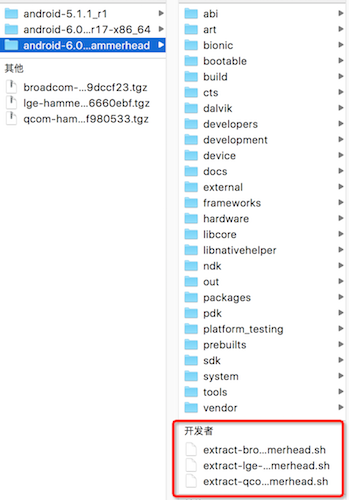 android-5.1.1_r1
android-6.0...r17-x86_64
android-6.0...ammerhead
其他
broadcom-...9dccf23.tgz
lge-hamme...6660ebf.tgz
qcom-ham...f980533.tgz
abi
art
bionic
bootable
build
cts
dalvik
developers
development
device
docs
external
frameworks
hardware
libcore
libnativehelper
ndk
out
packages
pdk
platform_testing
prebuilts
sdk
system
tools
vendor
开发者
extract-bro...merhead.sh
extract-lge-...merhead.sh
extract-qco...merhead.sh